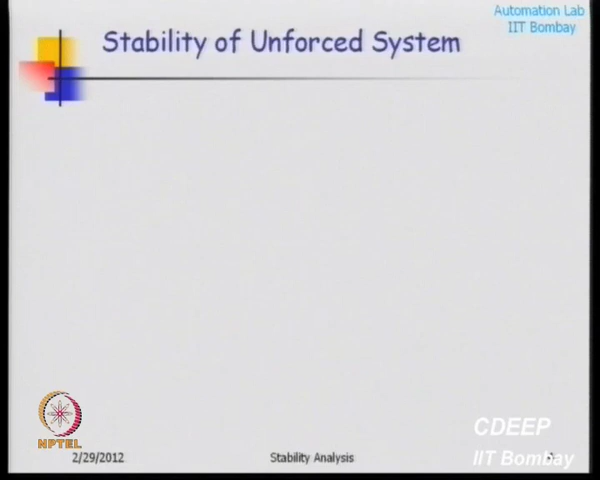 Automation Lab
IIT Bombay
Stability of Unforced System
NPTEL
2/29/2012
Stability Analysis
CDEEP
IIT Bombay